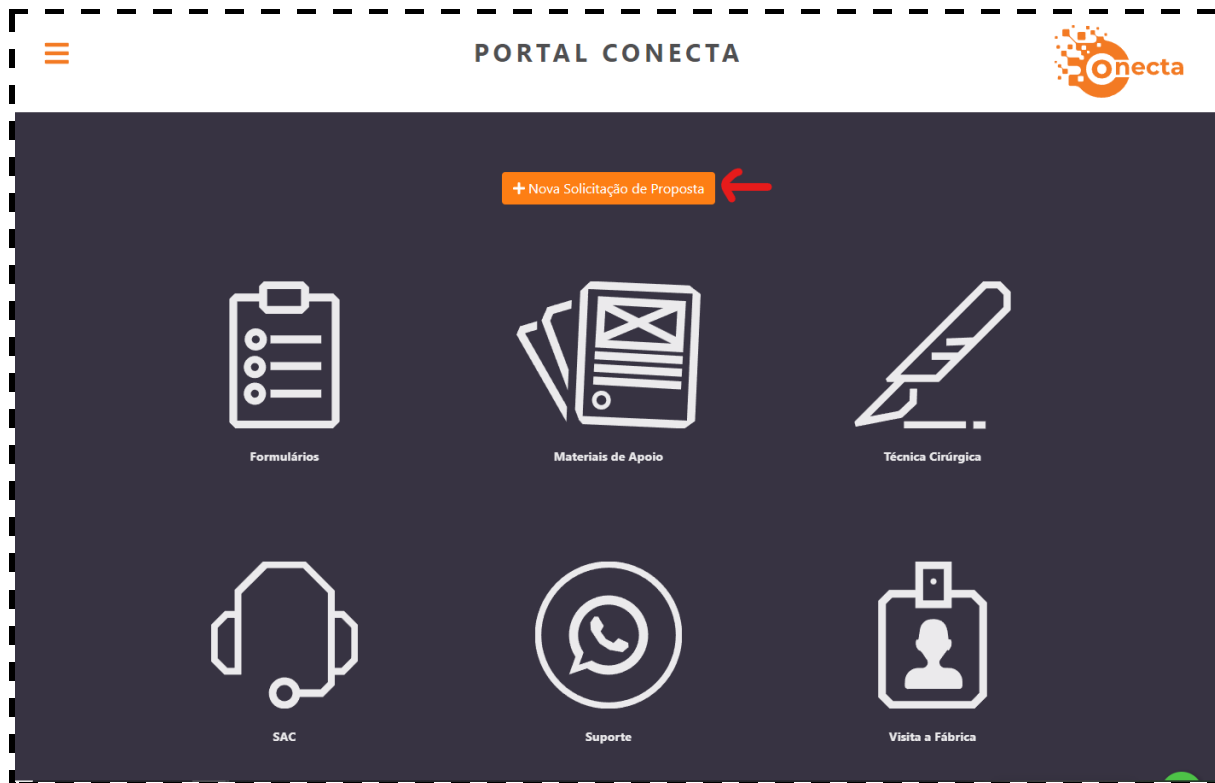 PORTAL CONECTA
Conecta
+ Nova Solicitação de Proposta
Formulários
Materiais de Apoio
Técnica Cirúrgica
SAC
Suporte
Visita a Fábrica